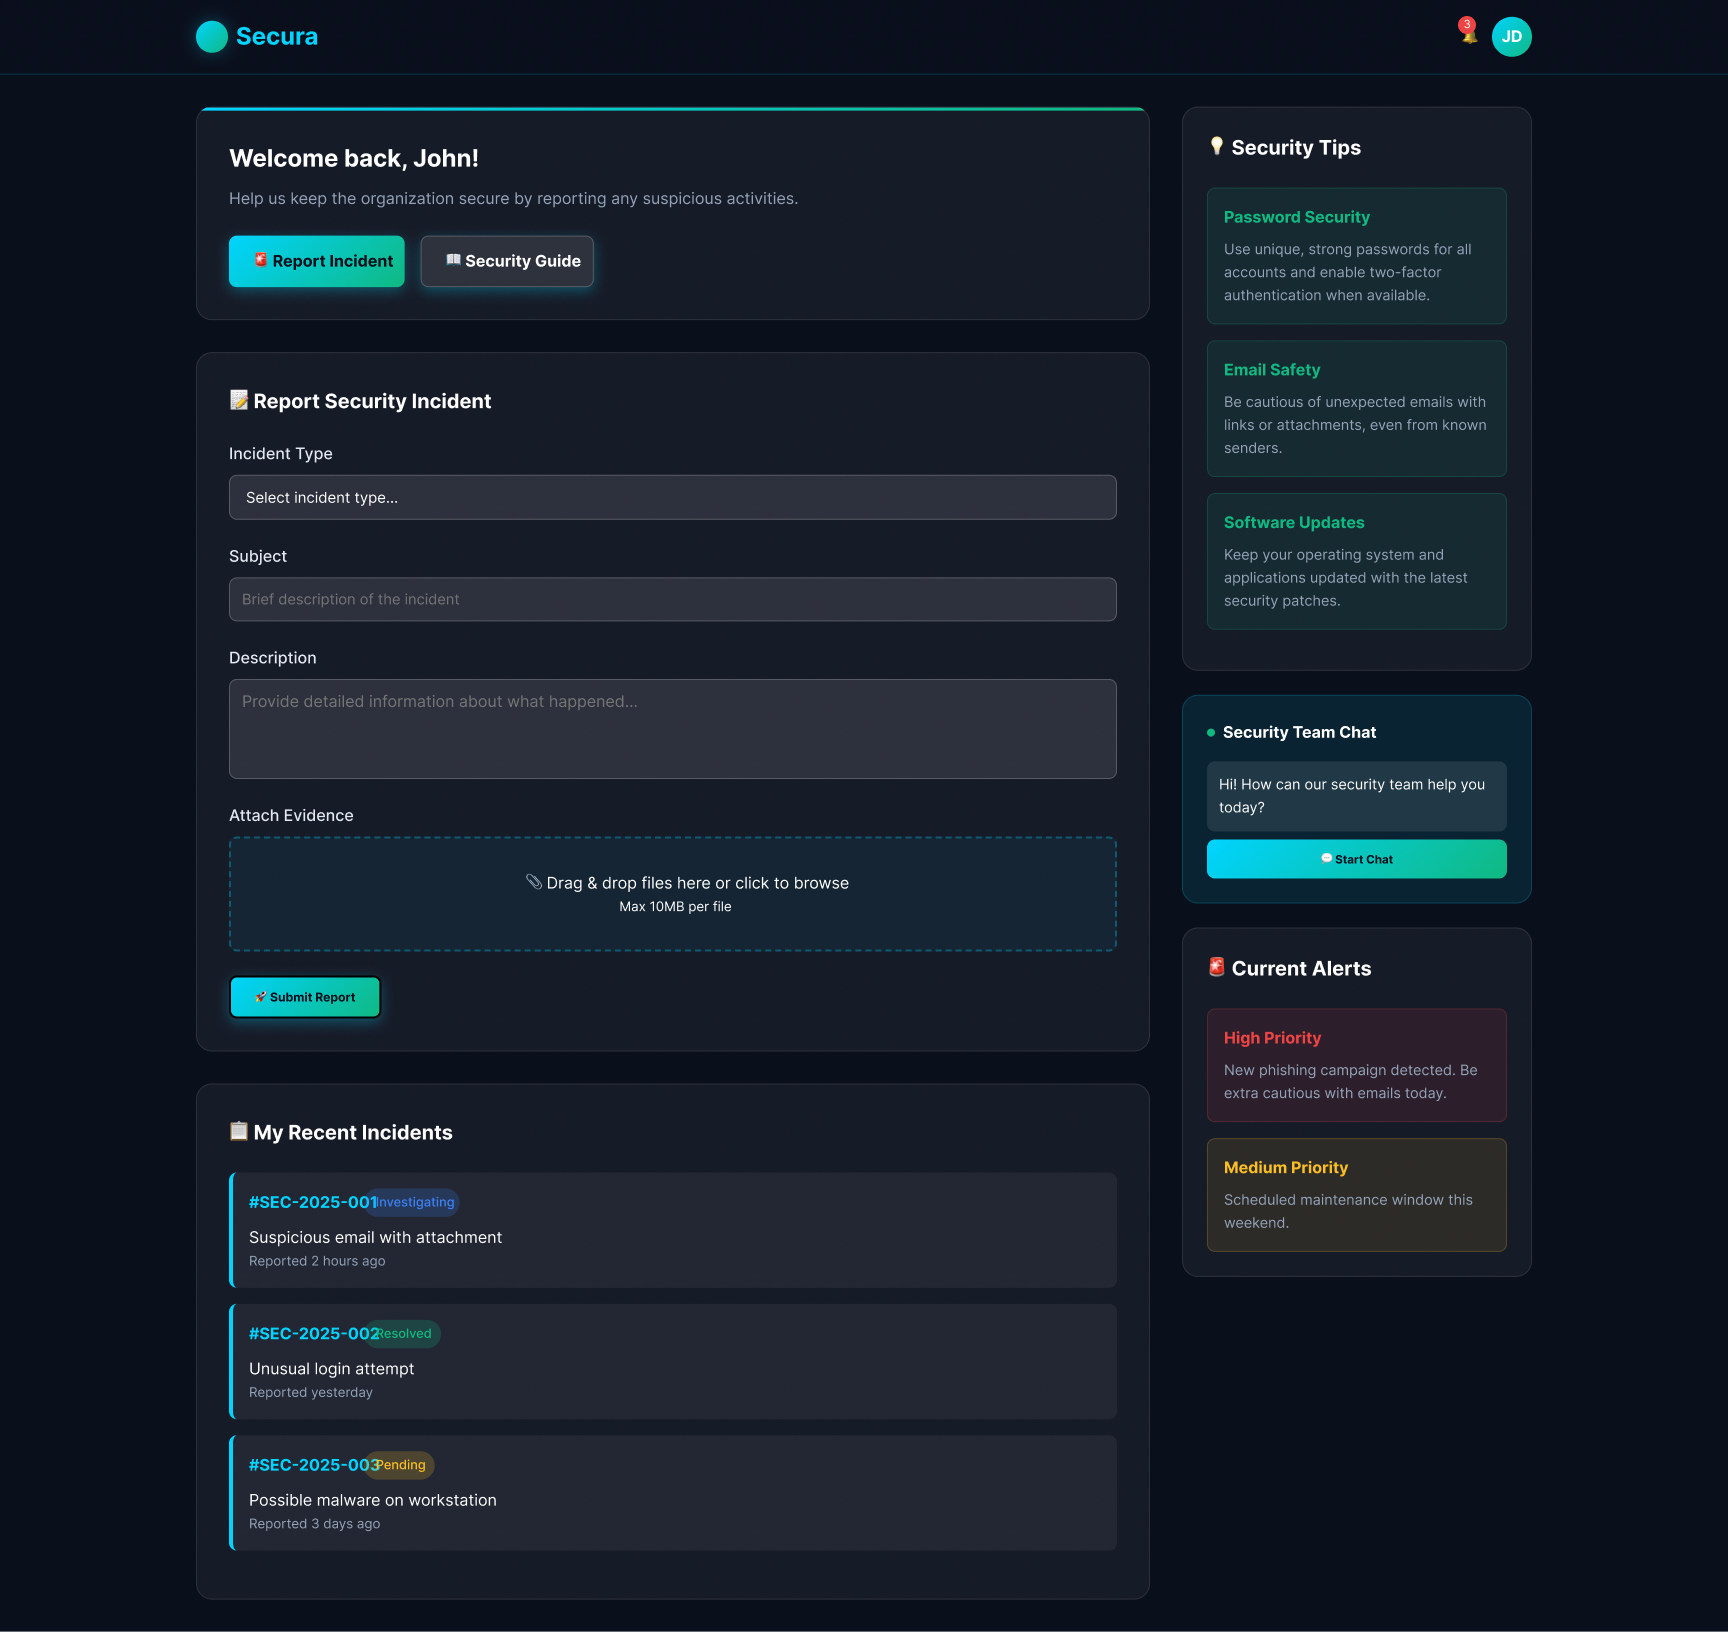 Secura
3
JD
Welcome back, John!
Help us keep the organization secure by reporting any suspicious activities.
Report Incident
Security Guide
Report Security Incident
Incident Type
Select incident type...
Subject
Brief description of the incident
Description
Provide detailed information about what happened...
Attach Evidence
Drag & drop files here or click to browse
Max 10MB per file
Submit Report
My Recent Incidents
#SEC-2025-001 Investigating
Suspicious email with attachment
Reported 2 hours ago
#SEC-2025-002 Resolved
Unusual login attempt
Reported yesterday
#SEC-2025-003 Pending
Possible malware on workstation
Reported 3 days ago
Security Tips
Password Security
Use unique, strong passwords for all
accounts and enable two-factor
authentication when available.
Email Safety
Be cautious of unexpected emails with
links or attachments, even from known
senders.
Software Updates
Keep your operating system and
applications updated with the latest
security patches.
Security Team Chat
Hi! How can our security team help you
today?
Start Chat
Current Alerts
High Priority
New phishing campaign detected. Be
extra cautious with emails today.
Medium Priority
Scheduled maintenance window this
weekend.